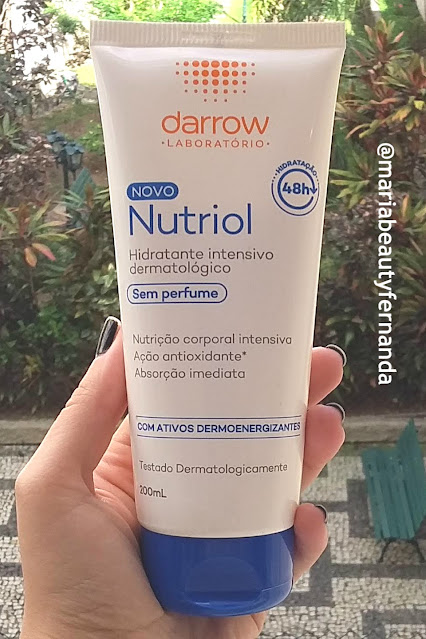 darrow
•LABORATÓRIO•
HIDRATAÇÃO
48h
NOVO
Nutriol
Hidratante intensivo
dermatológico
Sem perfume
Nutrição corporal intensiva
Ação antioxidante*
Absorção imediata
COM ATIVOS DERMOENERGIZANTES
Testado Dermatologicamente
200mL
@mariabeautyfernanda